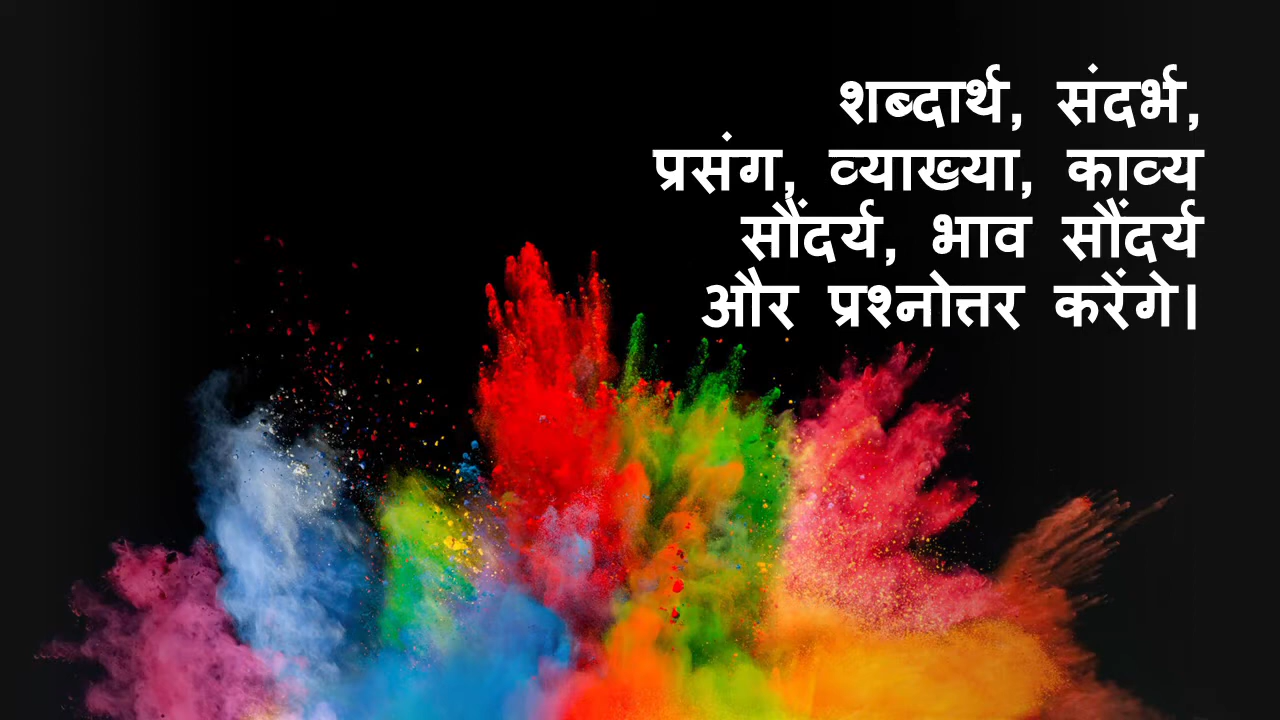 शब्दार्थ, संदर्भ,
प्रसंग, व्याख्या, काव्य
सौंदर्य, भाव सौंदर्य
और प्रश्नोत्तर करेंगे।